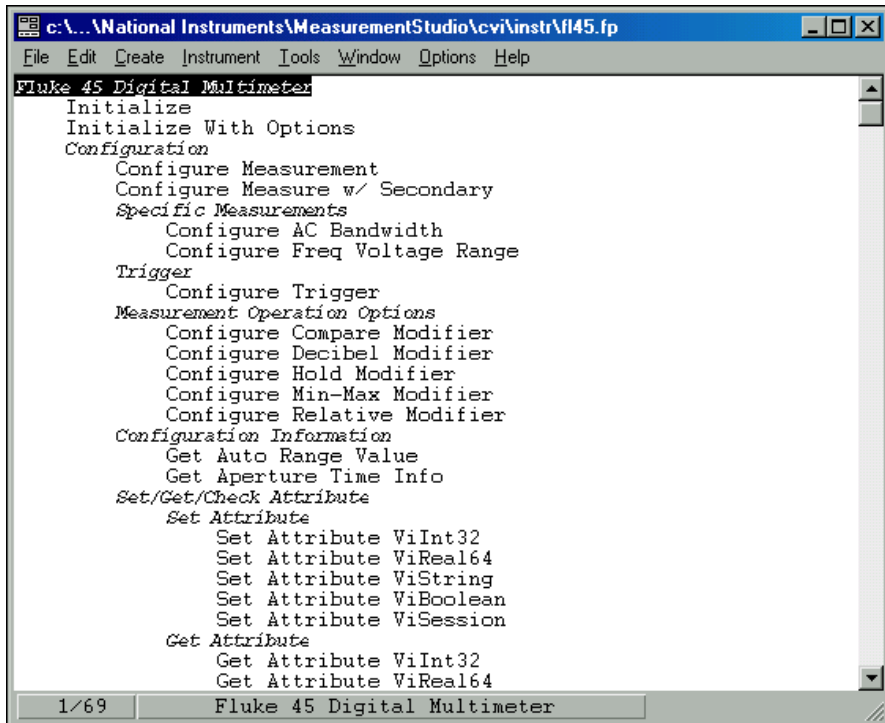 c:\...\National Instruments\MeasurementStudio\cvi\instr\fl45.fp
File Edit Create Instrument Tools Window Options Help
Fluke 45 Digital Multimeter
Initialize
Initialize With Options
Configuration
Configure Measurement
Configure Measure w/ Secondary
Specific Measurements
Configure AC Bandwidth
Configure Freq Voltage Range
Trigger
Configure Trigger
Measurement Operation Options
Configure Compare Modifier
Configure Decibel Modifier
Configure Hold Modifier
Configure Min-Max Modifier
Configure Relative Modifier
Configuration Information
Get Auto Range Value
Get Aperture Time Info
Set/Get/Check Attribute
Set Attribute
Set Attribute ViInt32
Set Attribute ViReal64
Set Attribute ViString
Set Attribute ViBoolean
Set Attribute ViSession
Get Attribute
Get Attribute ViInt32
Get Attribute ViReal64
1/69 Fluke 45 Digital Multimeter